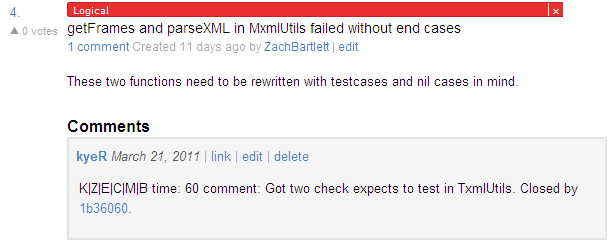 4.
Logical
x
▲ 0 votes
getFrames and parseXML in MxmlUtils failed without end cases
1 comment Created 11 days ago by ZachBartlett | edit
These two functions need to be rewritten with testcases and nil cases in mind.
Comments
kyeR March 21, 2011 | link | edit | delete
K|Z|E|C|M|B time: 60 comment: Got two check expects to test in TxmlUtils. Closed by
1b36060.